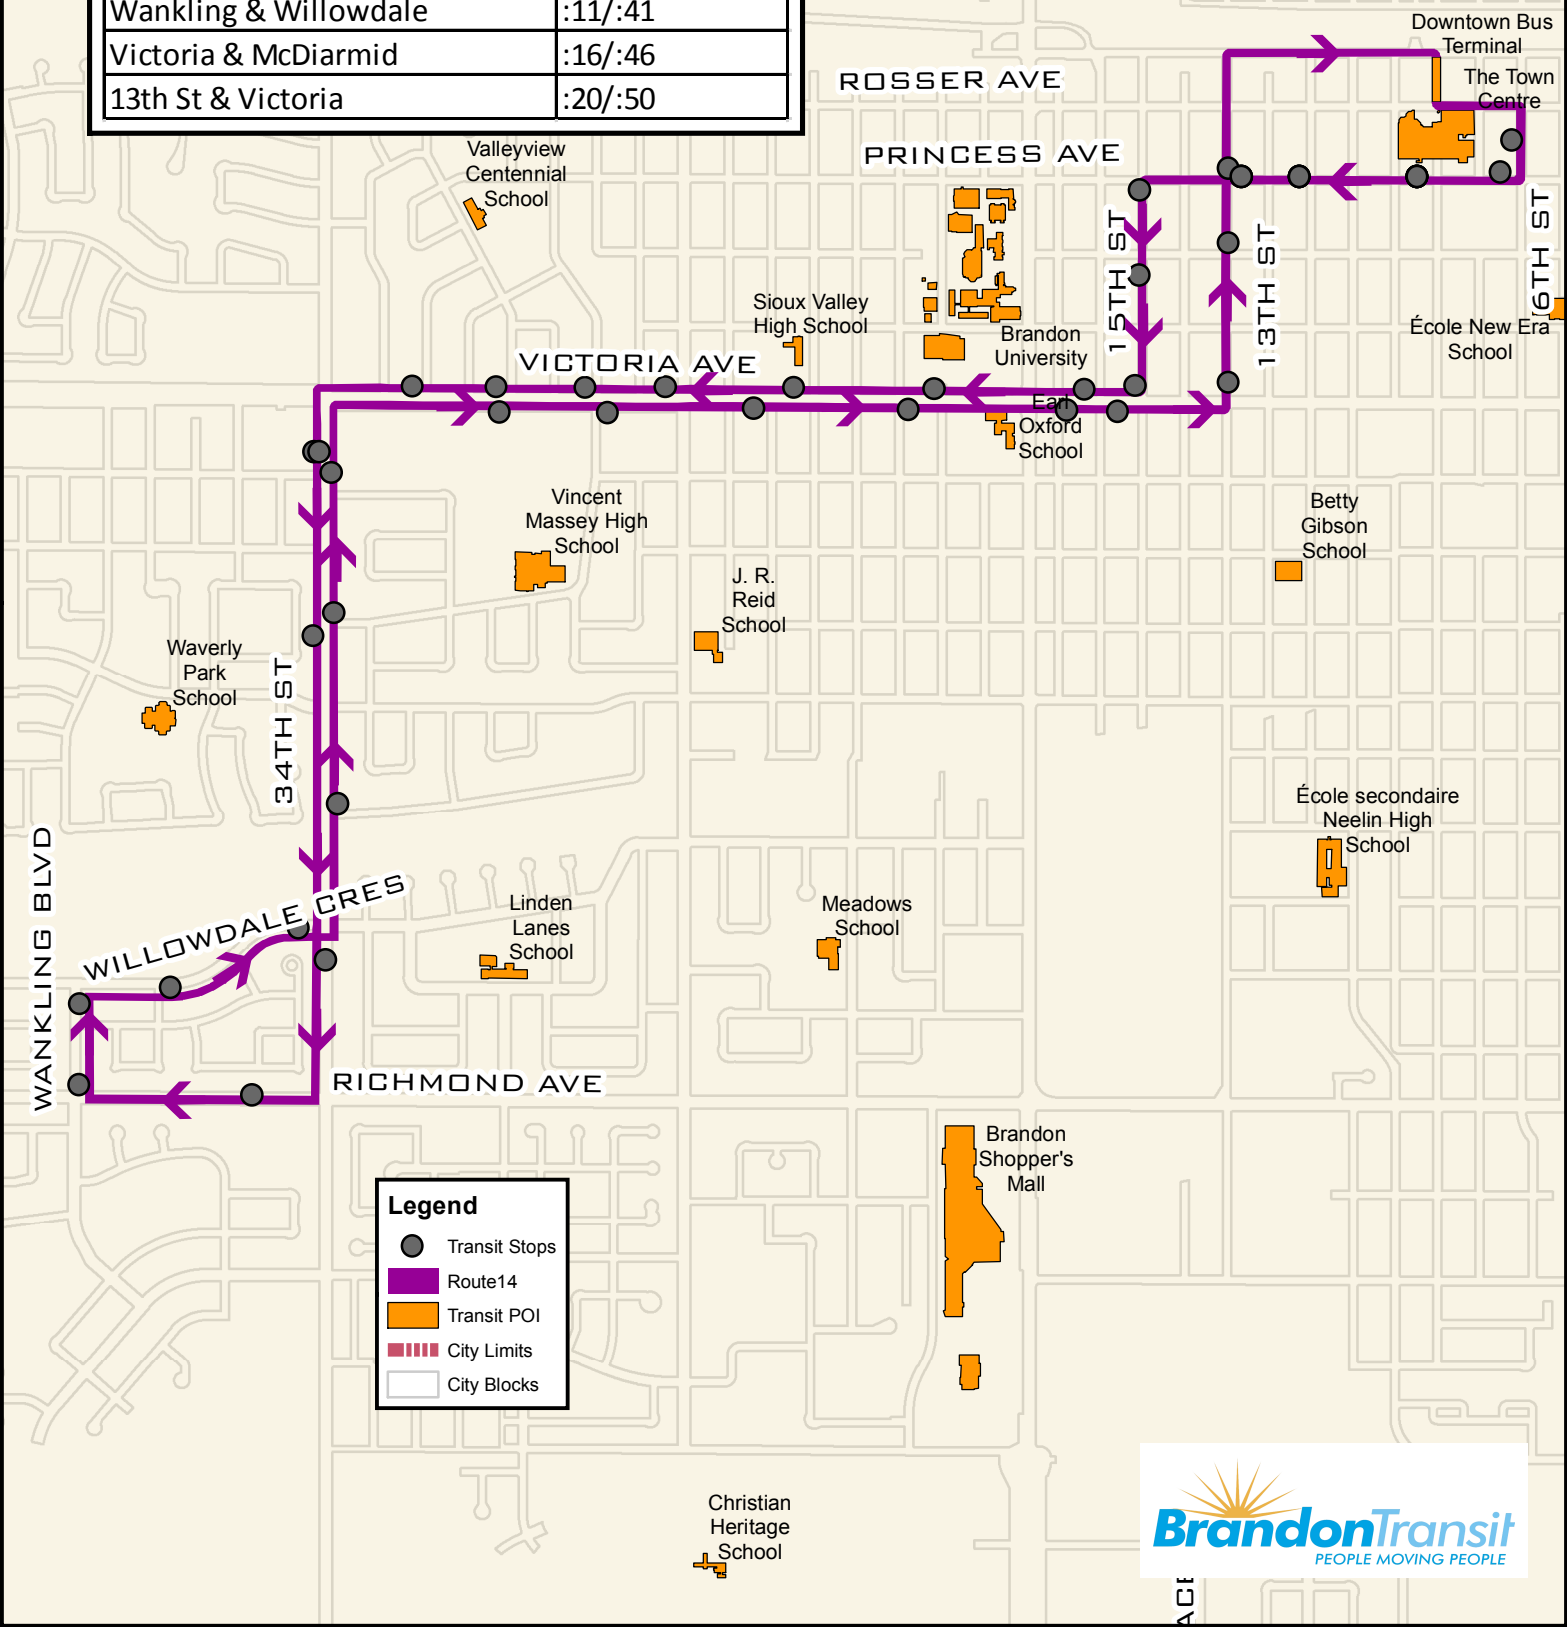 Wankling & Willowdale :11/:41
Victoria & McDiarmid :16/:46
13th St & Victoria :20/:50
Downtown Bus
Terminal
The Town
Centre
ROSSER AVE
PRINCESS AVE
Valleyview
Centennial
School
15TH ST
13TH ST
6TH ST
Sioux Valley
High School
Brandon
University
École New Era
School
VICTORIA AVE
Earl
Oxford
School
Vincent
Massey High
School
Betty
Gibson
School
J. R.
Reid
School
Waverly
Park
School
34TH ST
École secondaire
Neelin High
School
WANKLING BLVD
WILLOWDALE CRES
Linden
Lanes
School
Meadows
School
RICHMOND AVE
Brandon
Shopper's
Mall
Legend
Transit Stops
Route14
Transit POI
City Limits
City Blocks
Christian
Heritage
School
BrandonTransit
PEOPLE MOVING PEOPLE